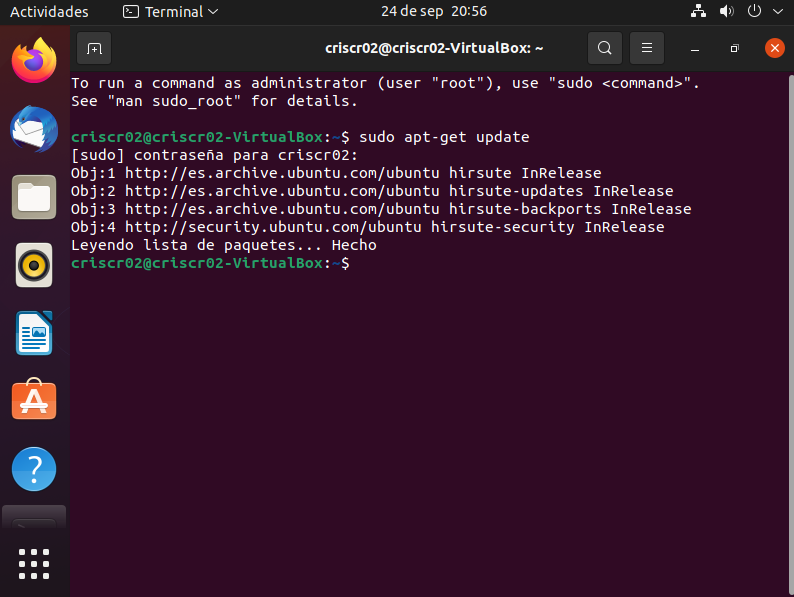 Actividades Terminal 24 de sep 20:56
criscr02@criscr02-VirtualBox: ~
To run a command as administrator (user "root"), use "sudo <command>".
See "man sudo_root" for details.
criscr02@criscr02-VirtualBox:~$ sudo apt-get update
[sudo] contraseña para criscr02:
Obj:1 http://es.archive.ubuntu.com/ubuntu hirsute InRelease
Obj:2 http://es.archive.ubuntu.com/ubuntu hirsute-updates InRelease
Obj:3 http://es.archive.ubuntu.com/ubuntu hirsute-backports InRelease
Obj:4 http://security.ubuntu.com/ubuntu hirsute-security InRelease
Leyendo lista de paquetes... Hecho
criscr02@criscr02-VirtualBox:~$